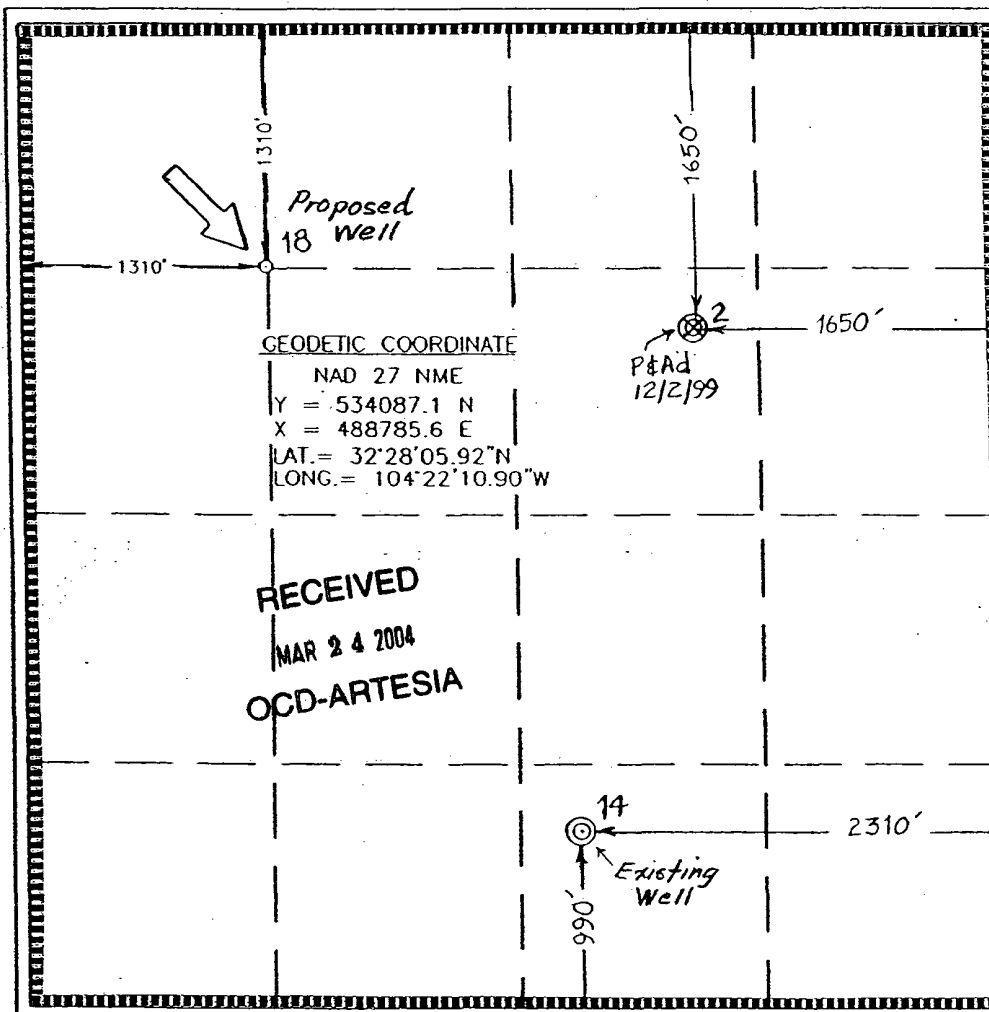 1310'
1650'
Proposed
Well
18
1310'
2
1650'
P&Ad
12/2/99
GEODETIC COORDINATE
NAD 27 NME
Y = 534087.1 N
X = 488785.6 E
LAT.= 32°28'05.92"N
LONG.= 104°22'10.90"W
RECEIVED
MAR 24 2004
OCD-ARTESIA
14
2310'
Existing
Well
990'